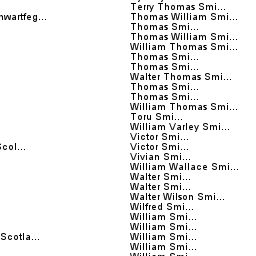 Terry Thomas Smi...
nwartfeg... Thomas William Smi...
Thomas Smi...
Thomas William Smi...
William Thomas Smi...
Thomas Smi...
Thomas Smi...
Walter Thomas Smi...
Thomas Smi...
Thomas Smi...
William Thomas Smi...
Toru Smi...
William Varley Smi...
Victor Smi...
Scol... Victor Smi...
Vivian Smi...
William Wallace Smi...
Walter Smi...
Walter Smi...
Walter Wilson Smi...
Wilfred Smi...
William Smi...
William Smi...
Scotla... William Smi...
William Smi...
William Smi...